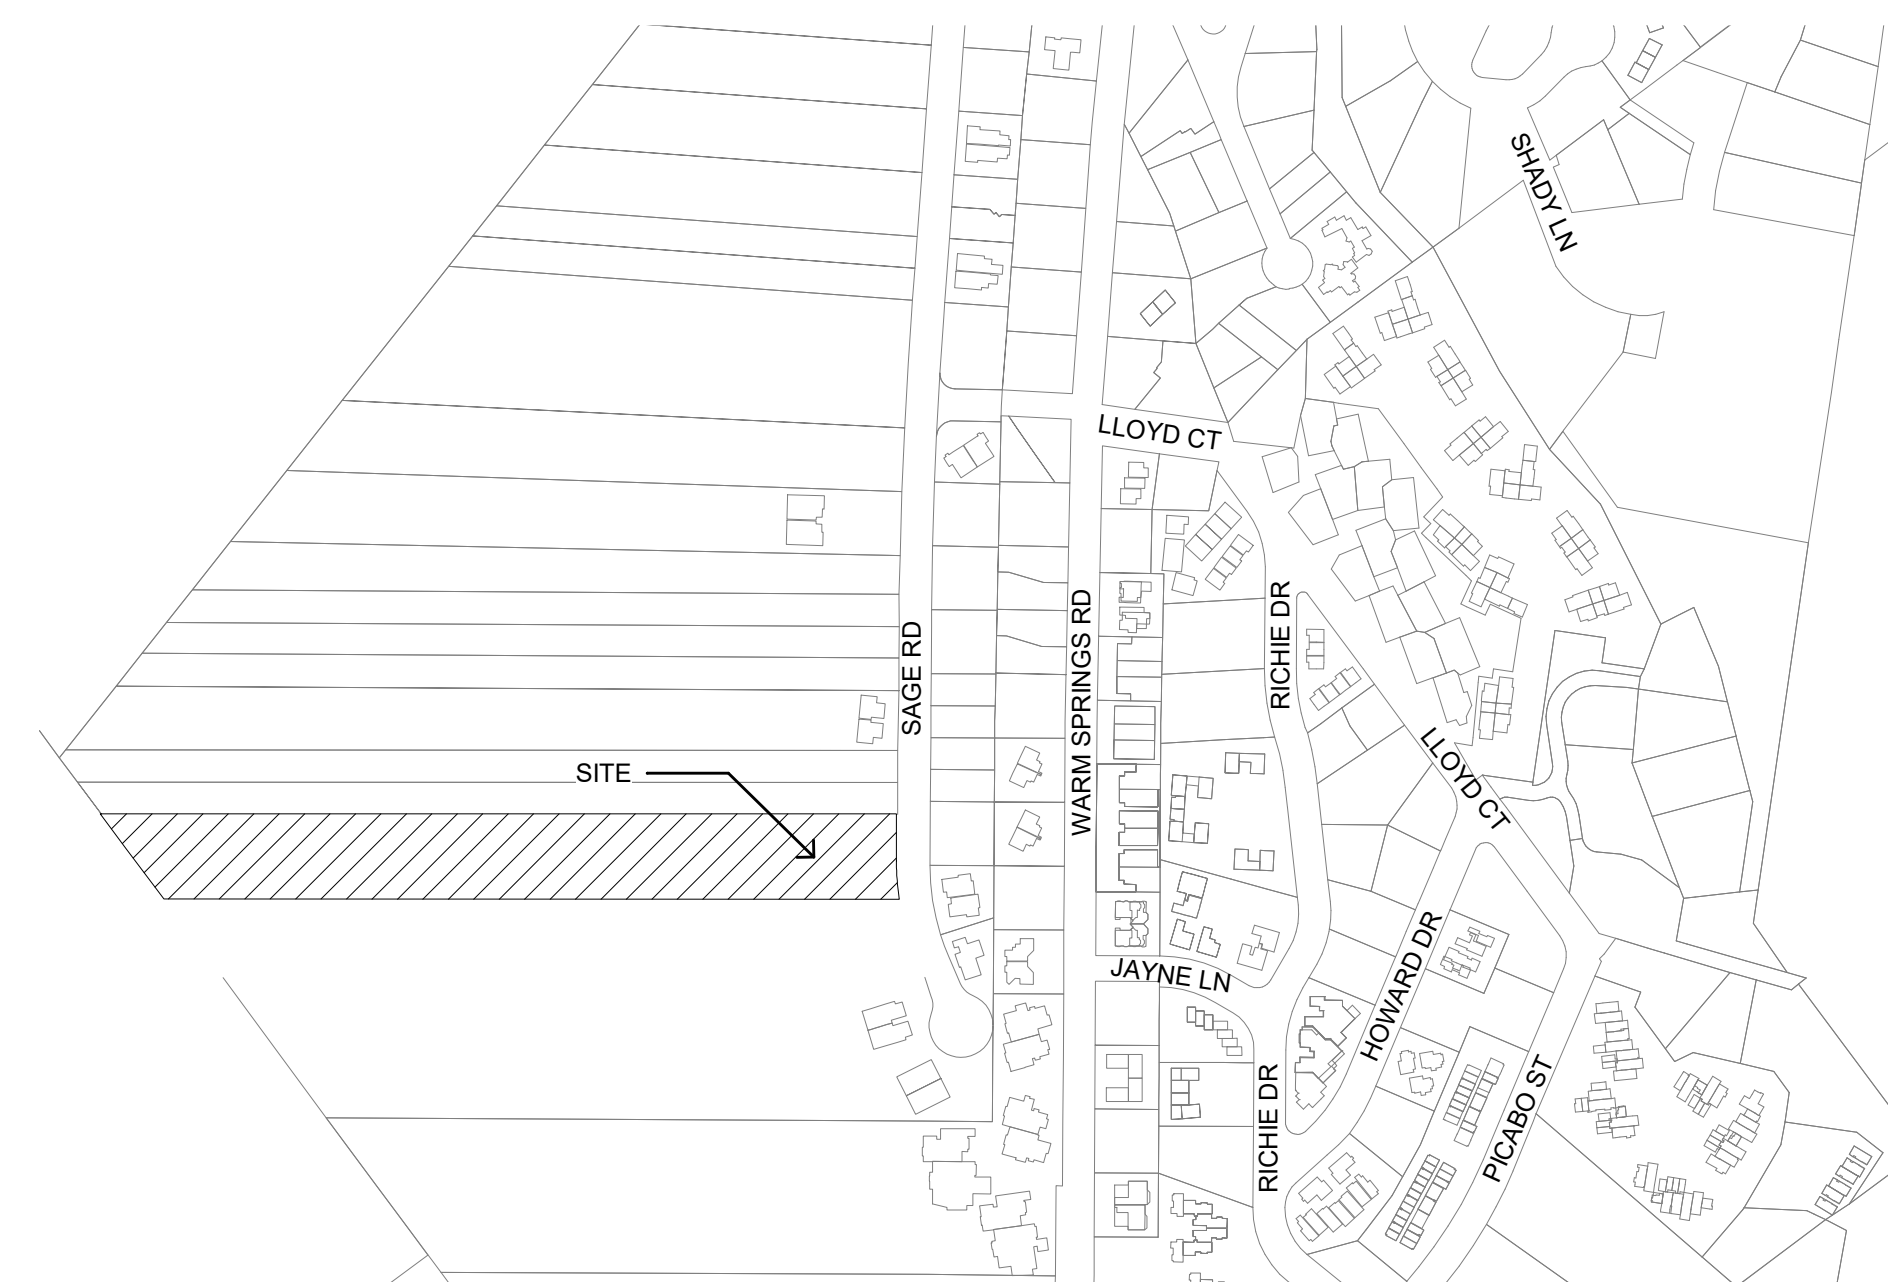 SHADY LN
LLOYD CT
RICHIE DR
SAGE RD
WARM SPRINGS RD
SITE
LLOYD CT
JAYNE LN
HOWARD DR
RICHIE DR
PICABO ST